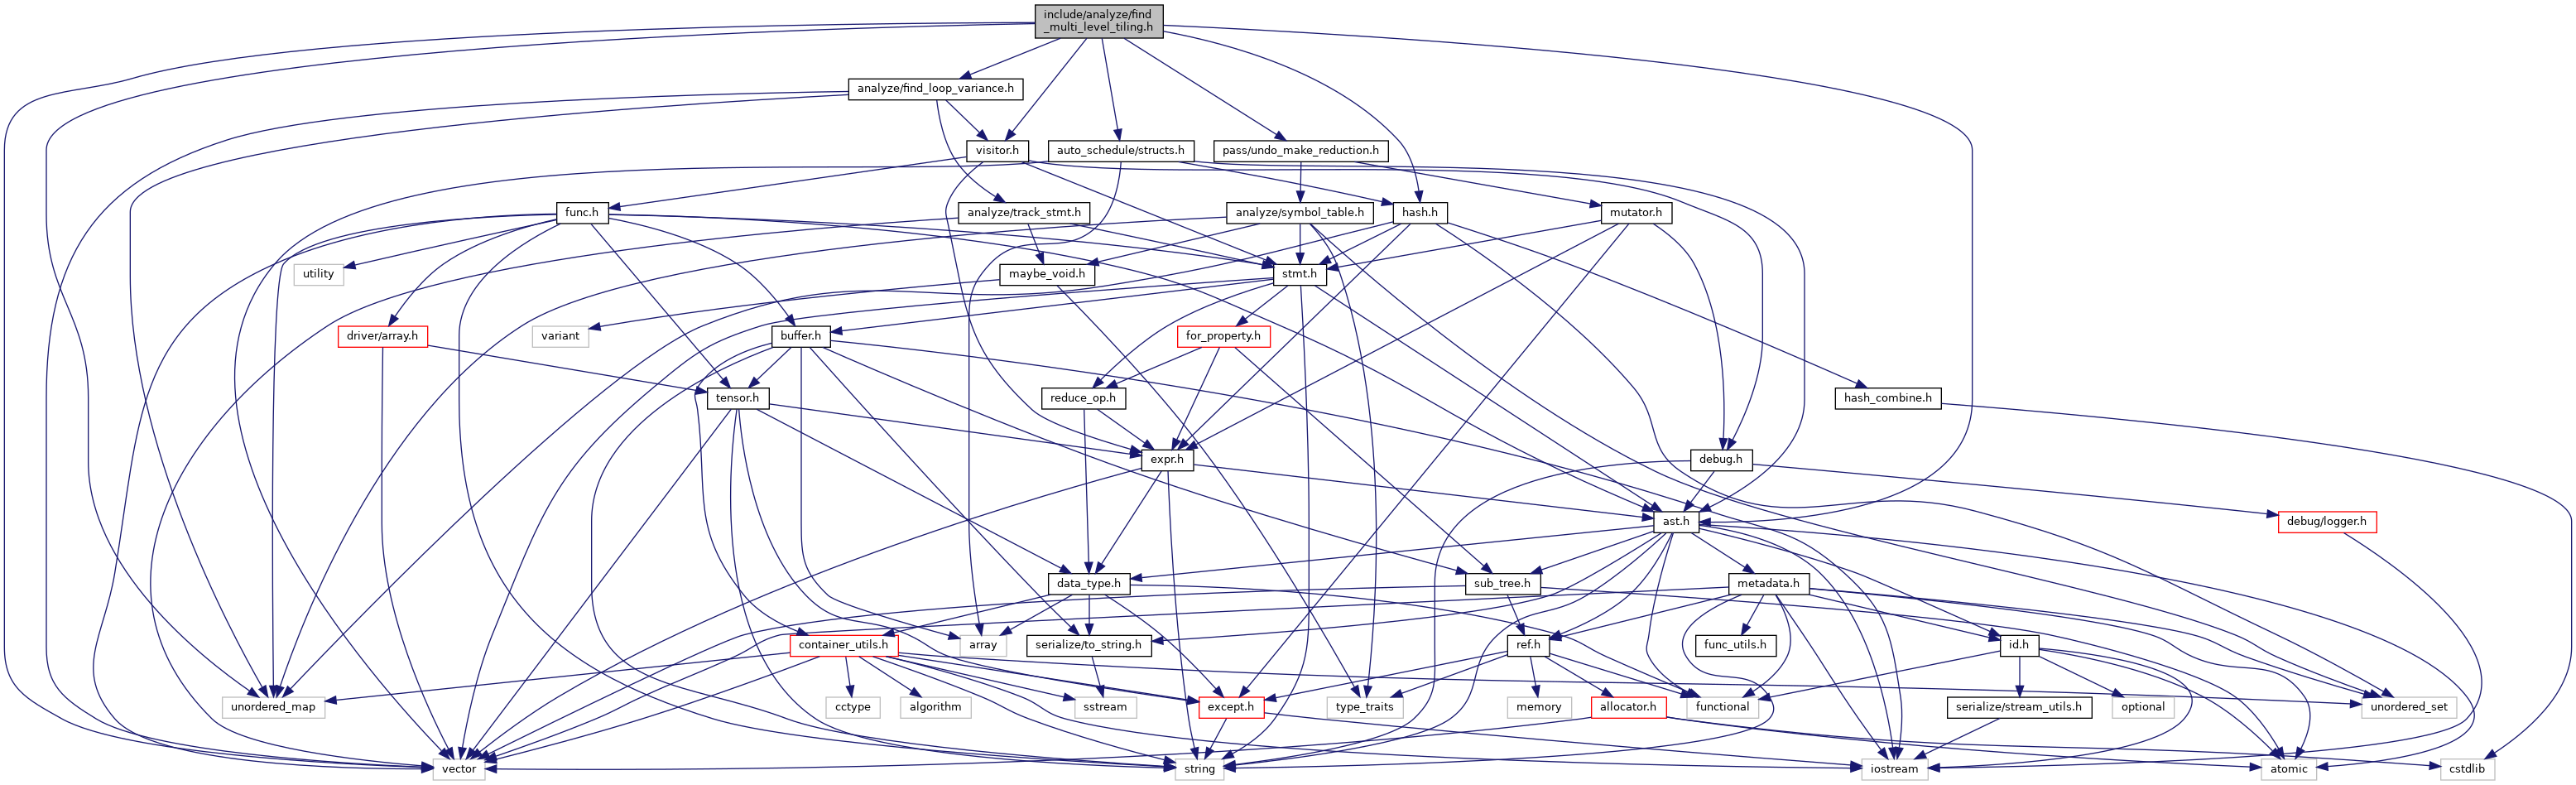 include/analyze/find
_multi_level_tiling.h
analyze/find_loop_variance.h
visitor.h
auto_schedule/structs.h
pass/undo_make_reduction.h
func.h
analyze/track_stmt.h
analyze/symbol_table.h
hash.h
mutator.h
utility
maybe_void.h
stmt.h
driver/array.h
variant
buffer.h
for_property.h
tensor.h
reduce_op.h
hash_combine.h
expr.h
debug.h
ast.h
debug/logger.h
data_type.h
sub_tree.h
metadata.h
container_utils.h
array
serialize/to_string.h
ref.h
func_utils.h
id.h
unordered_map
cctype
algorithm
sstream
except.h
type_traits
memory
allocator.h
functional
serialize/stream_utils.h
optional
unordered_set
vector
string
iostream
atomic
cstdlib